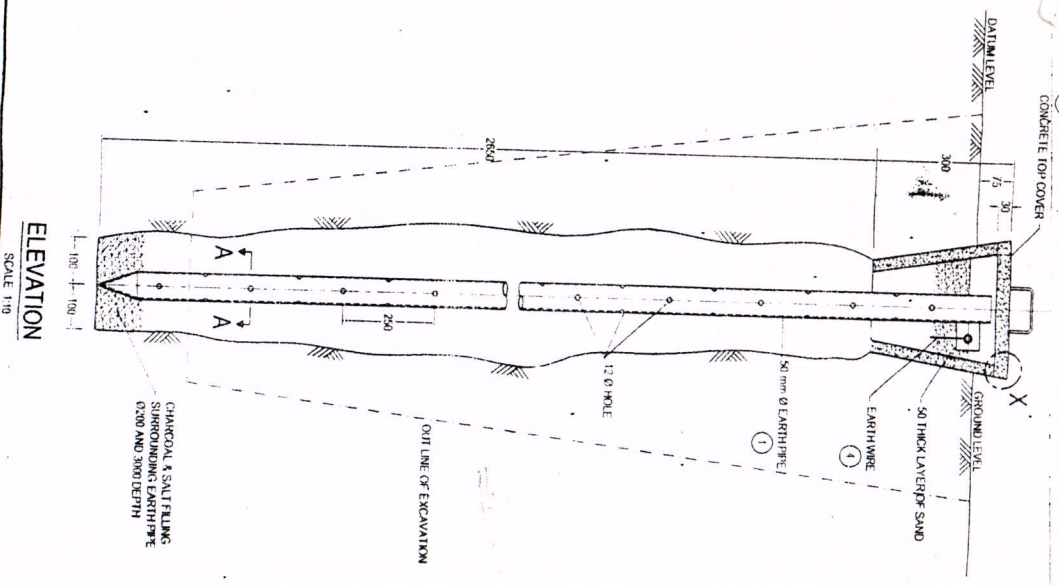 CONCRETE TOP COVER
DATUM LEVEL
30
75
300
2650
X
GROUND LEVEL
50 THICK LAYER OF SAND
EARTH WIRE
4
50 mm Ø EARTH PIPE
1
12 Ø HOLE
250
OUT LINE OF EXCAVATION
A
A
100
100
CHARCOAL & SALT FILLING
SURROUNDING EARTH PIPE
Ø200 AND 3000 DEPTH
ELEVATION
SCALE 1:10